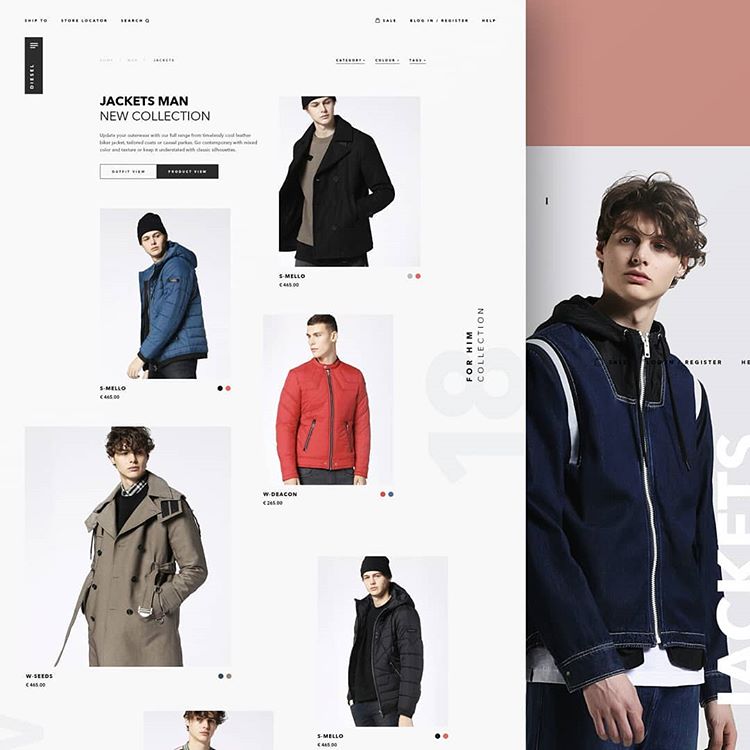 SHIP TO STORE LOCATOR SEARCH
SALE BLOG IN / REGISTER HELP
DIESEL
HOME / MAN / JACKETS
CATEGORY COLOUR TAGS
JACKETS MAN
NEW COLLECTION
Update your outerwear with our full range from timelessly cool leather
biker jacket, tailored coats or casual parkas. Go contemporary with mixed
color and texture or keep it understated with classic silhouettes.
OUTFIT VIEW PRODUCT VIEW
S-MELLO
€ 465.00
S-MELLO
€ 465.00
FOR HIM
COLLECTION
18
W-DEACON
€ 265.00
W-SEEDS
€ 465.00
S-MELLO
€ 465.00
SALE REGISTER HE
JACKETS